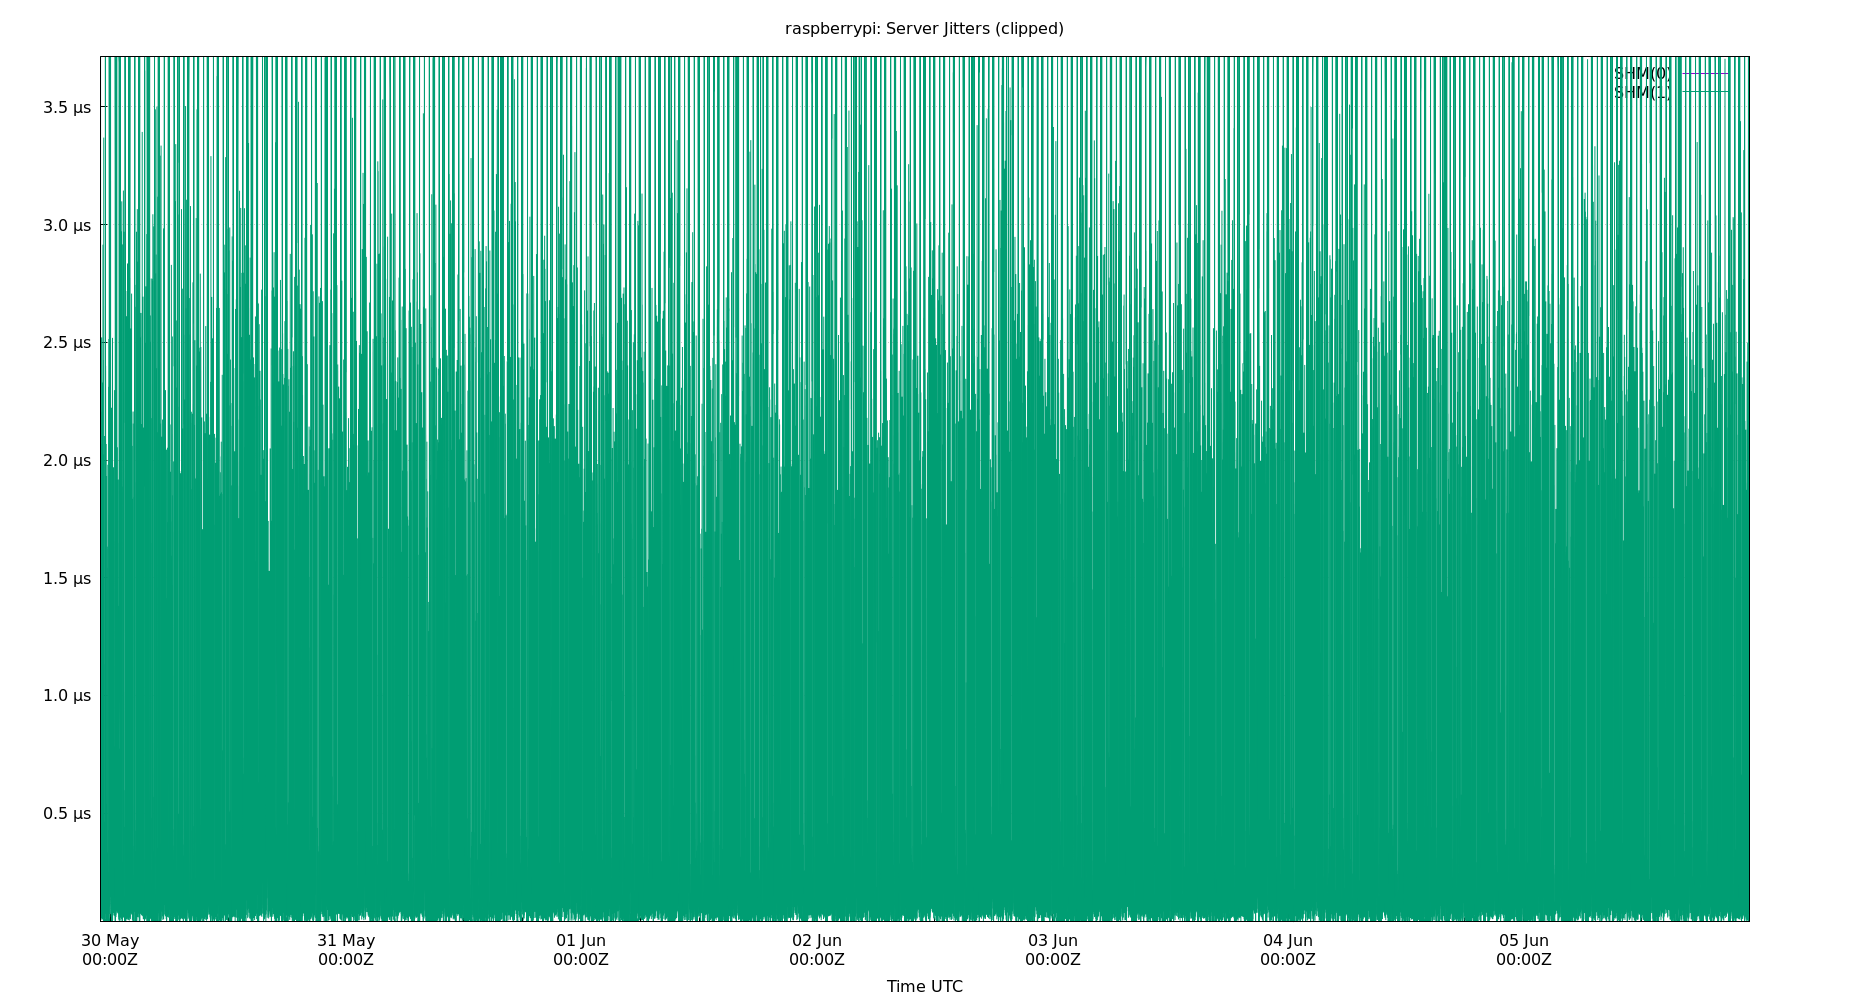 raspberrypi: Server Jitters (clipped)
SHM(0)
SHM(1)
3.5 μs
3.0 μs
2.5 μs
2.0 μs
1.5 μs
1.0 μs
0.5 μs
30 May 31 May 01 Jun 02 Jun 03 Jun 04 Jun 05 Jun
00:00Z 00:00Z 00:00Z 00:00Z 00:00Z 00:00Z 00:00Z
Time UTC